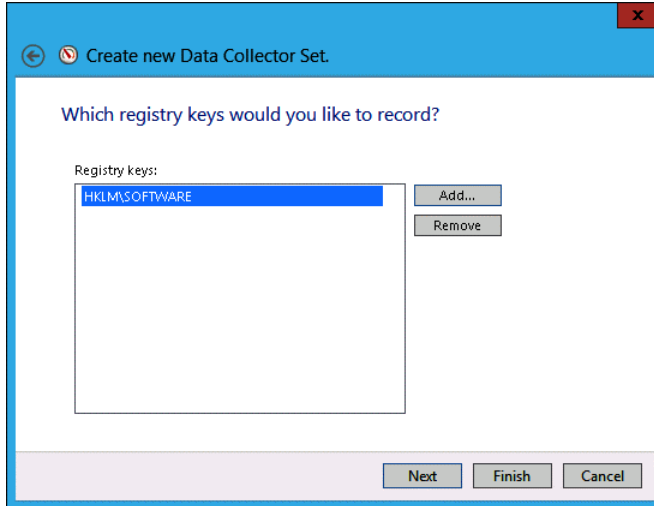 x
Create new Data Collector Set.
Which registry keys would you like to record?
Registry keys:
HKLM\SOFTWARE
Add...
Remove
Next Finish Cancel